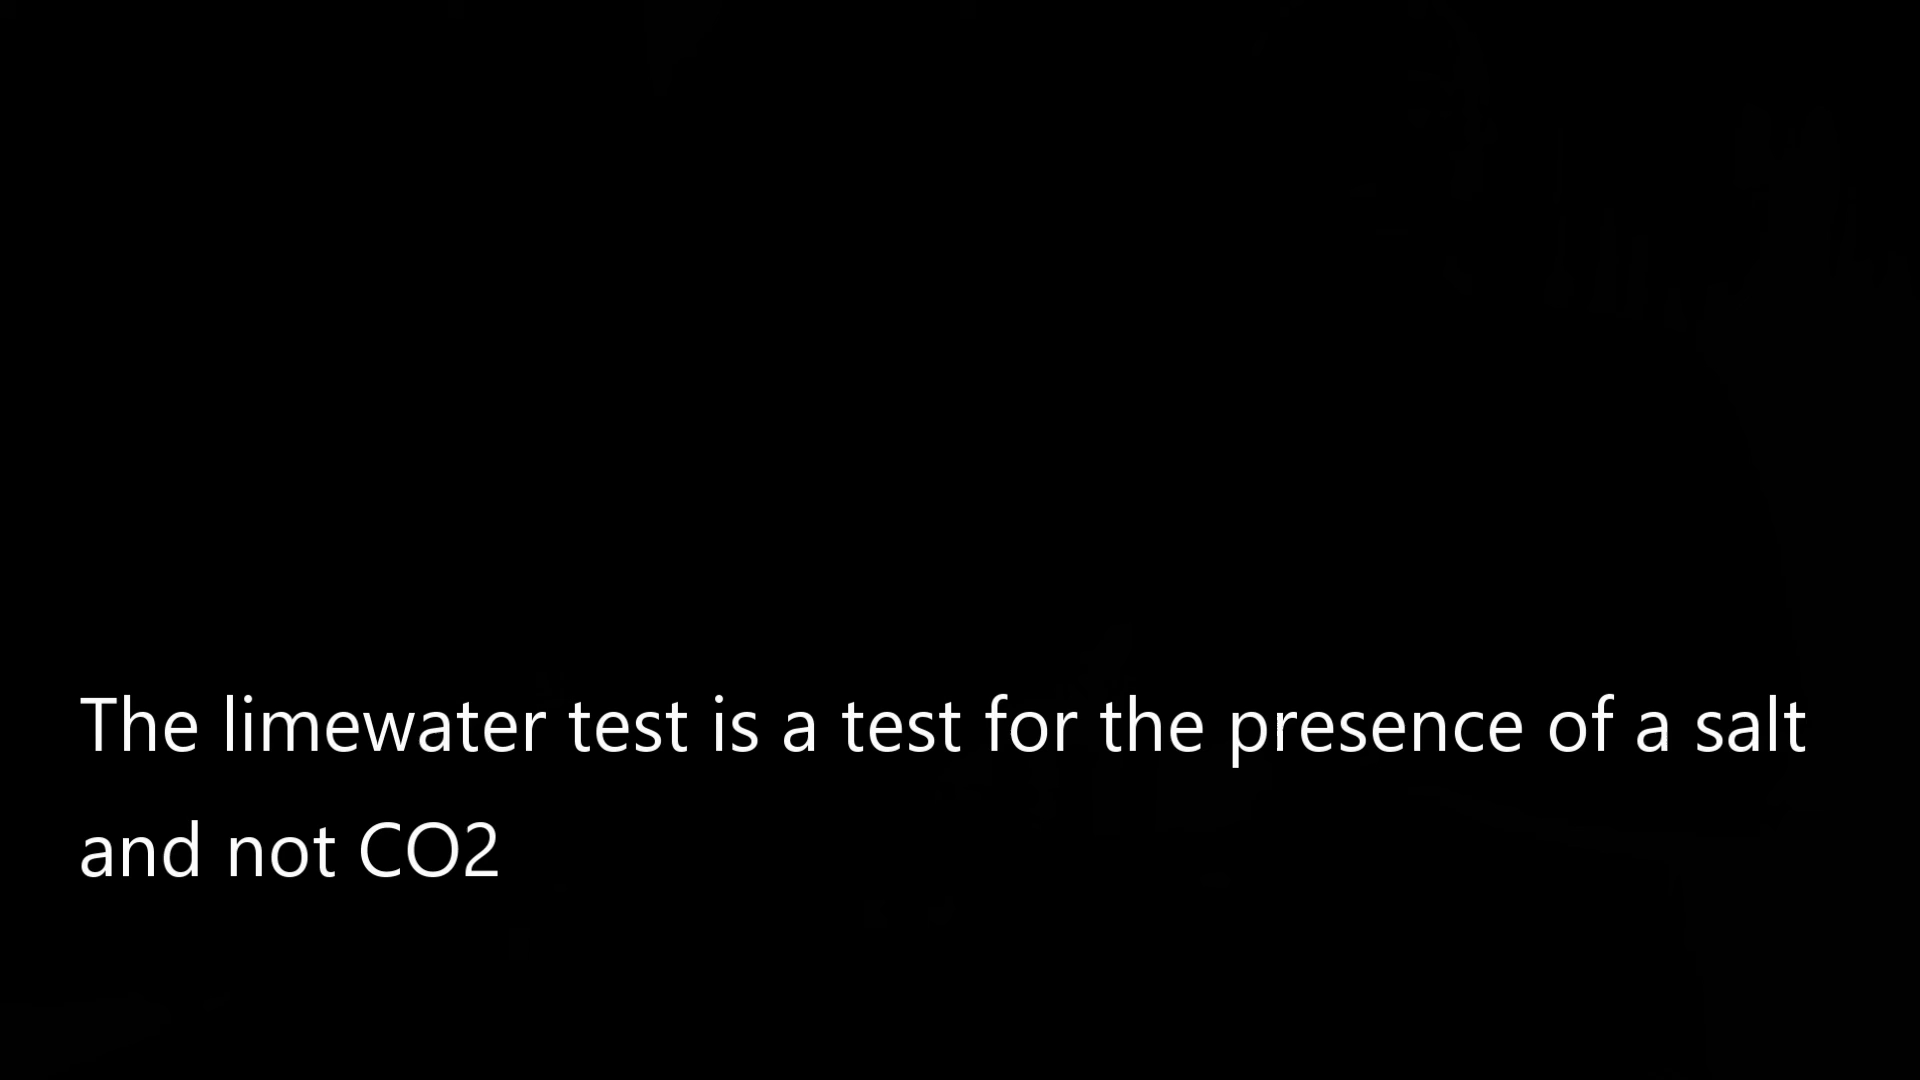 The limewater test is a test for the presence of a salt
and not CO2